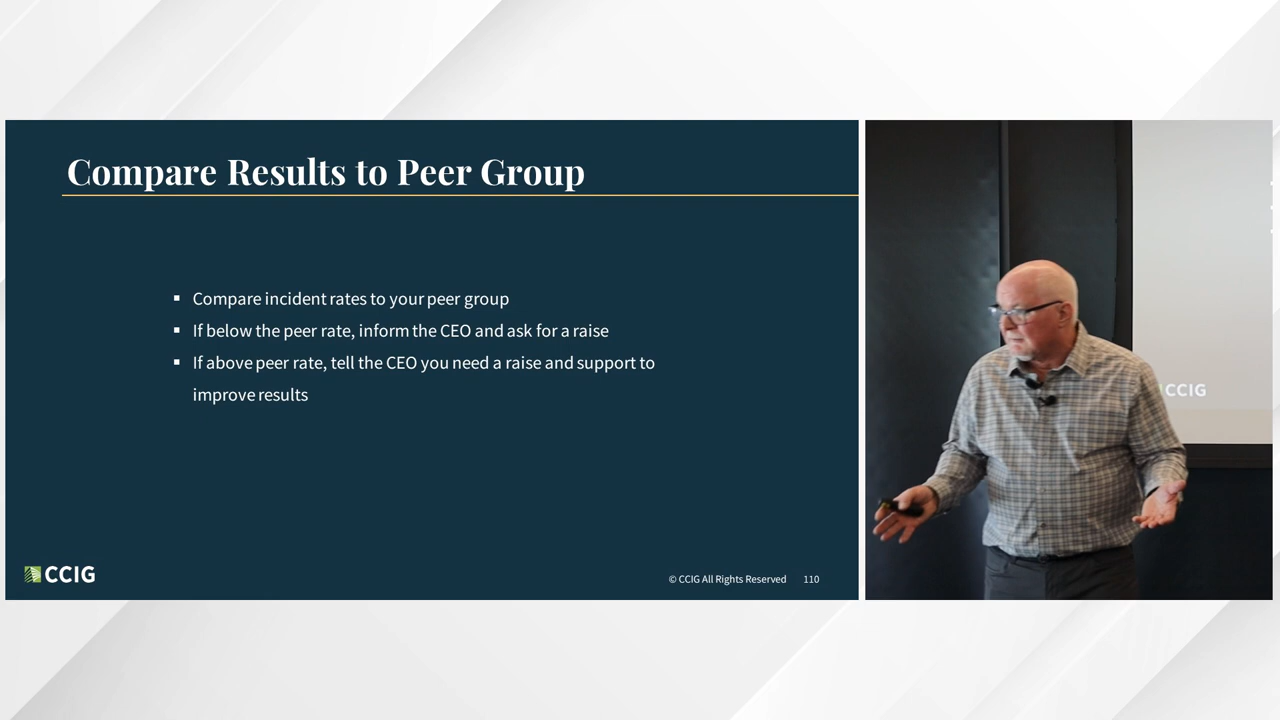 Compare Results to Peer Group
▪ Compare incident rates to your peer group
▪ If below the peer rate, inform the CEO and ask for a raise
▪ If above peer rate, tell the CEO you need a raise and support to
improve results
CCIG
© CCIG All Rights Reserved 110
CCIG